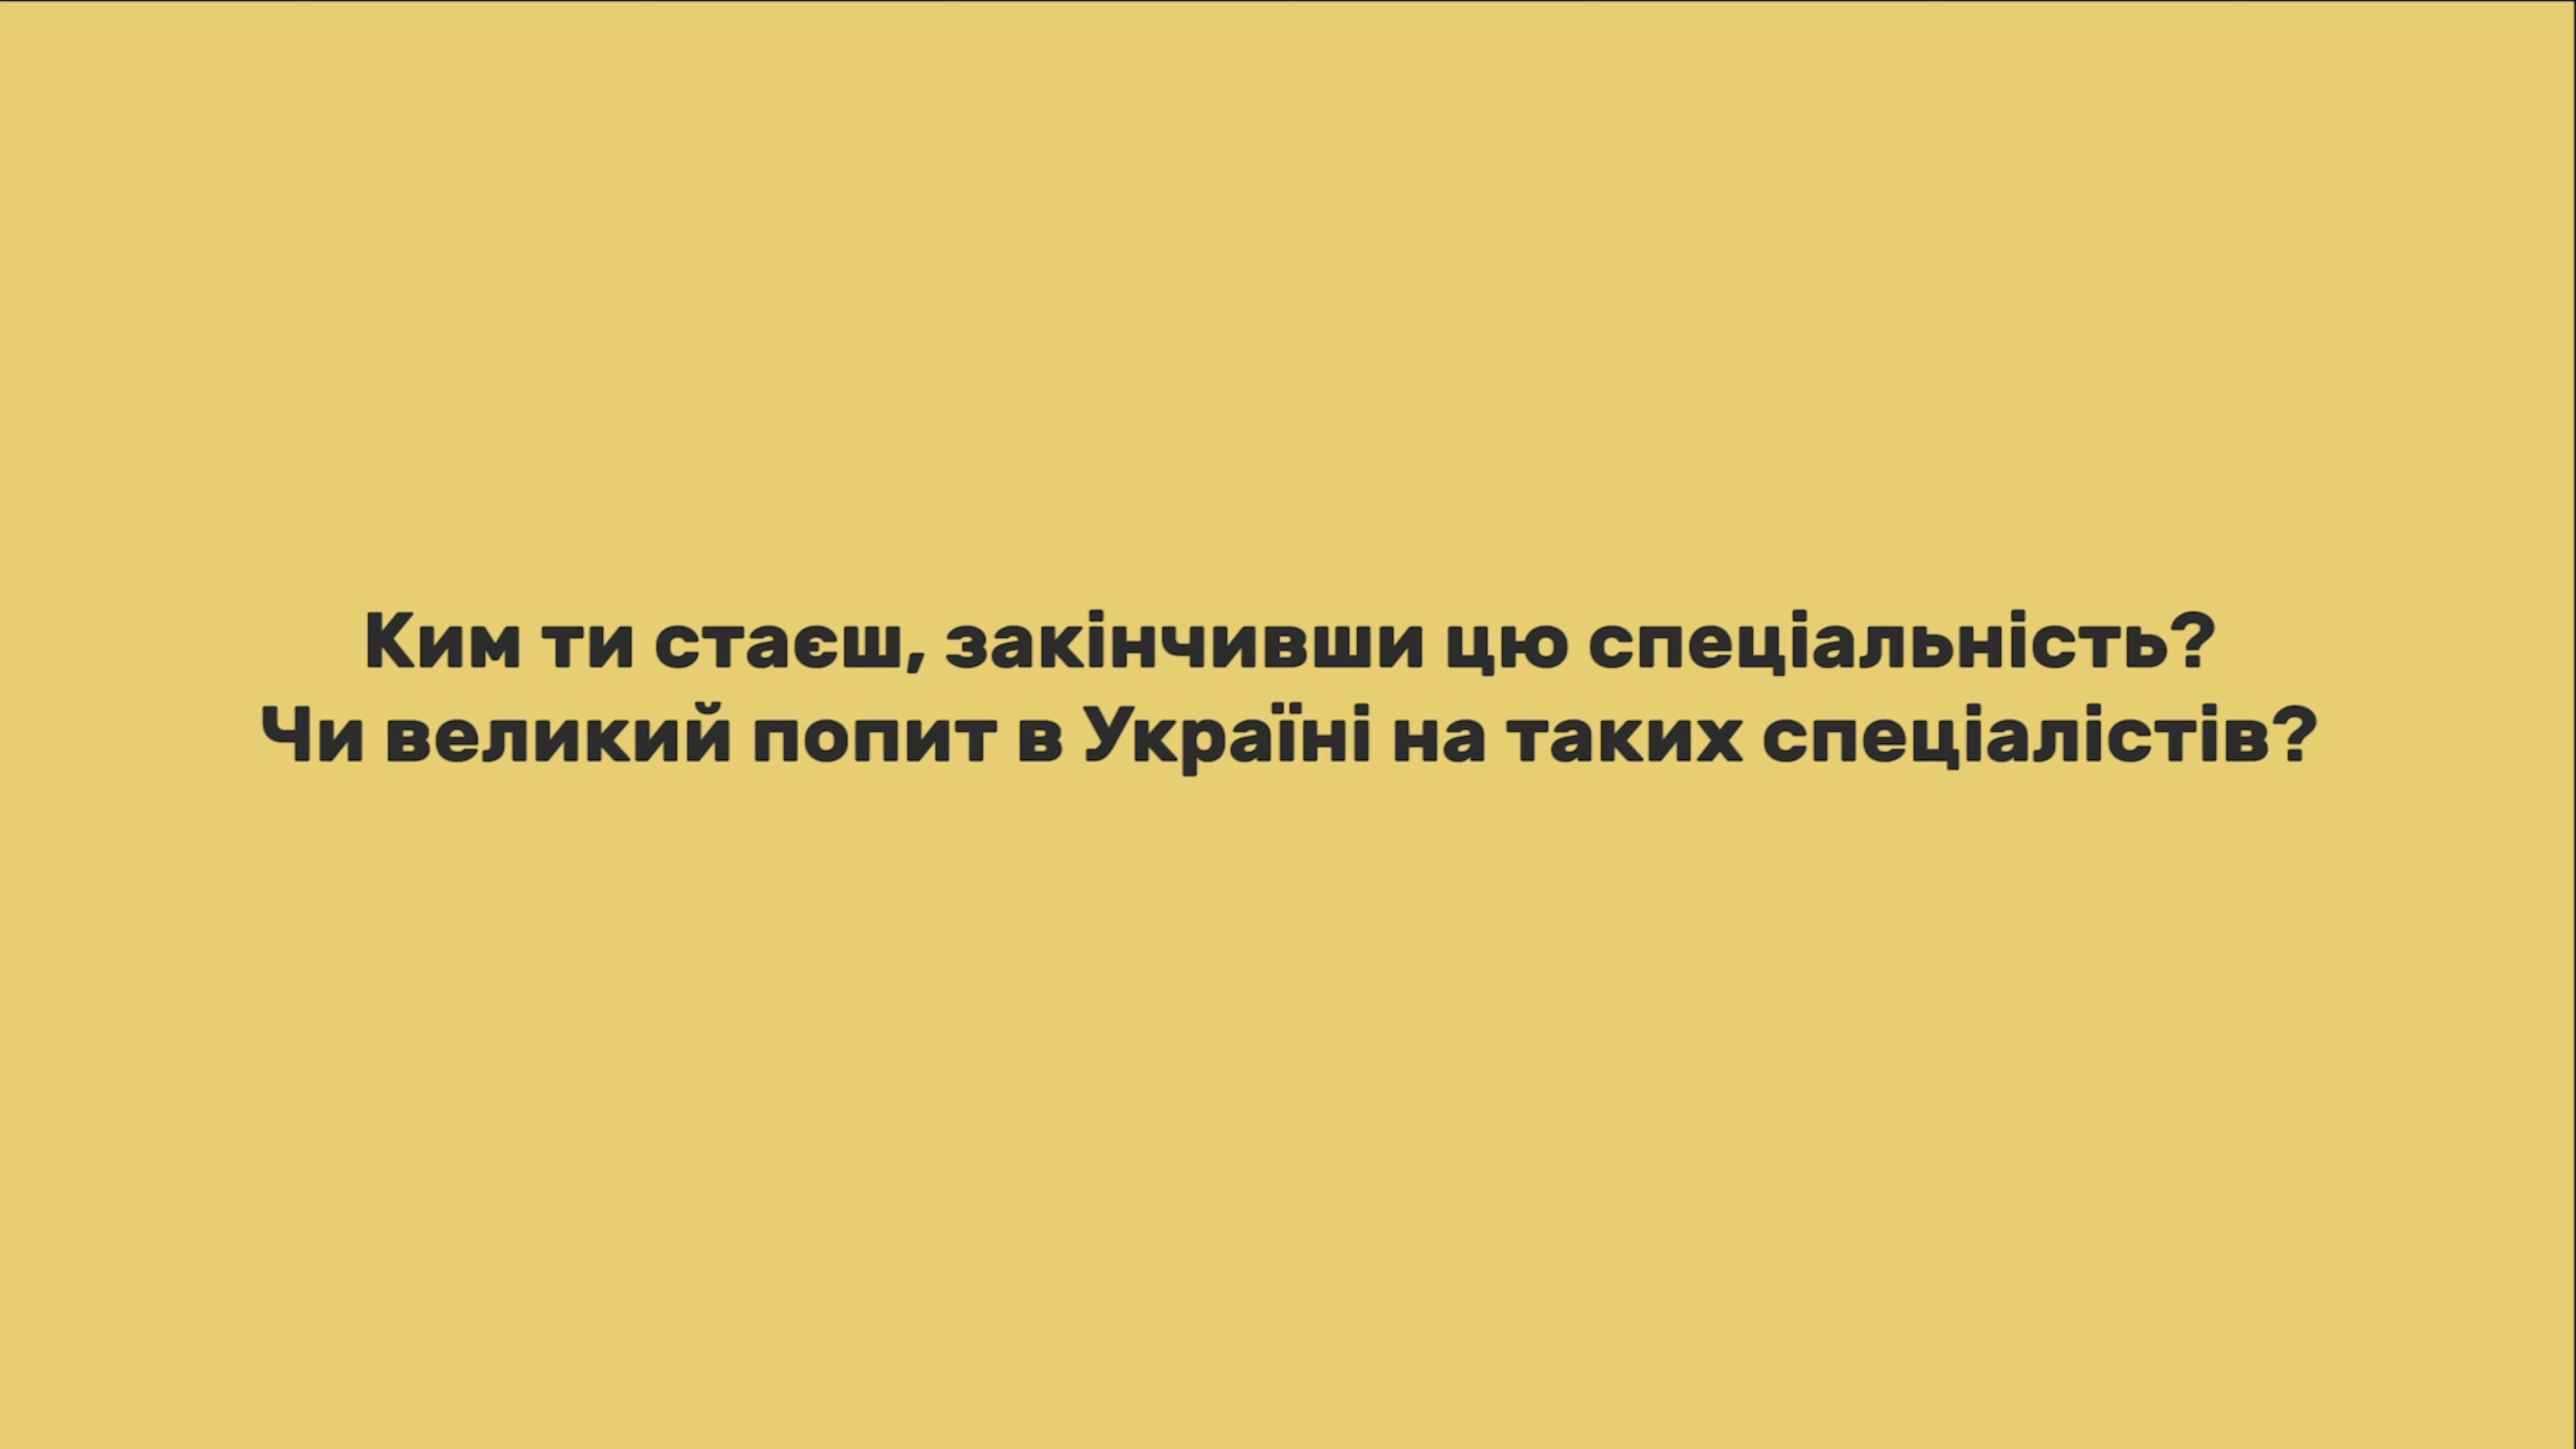 Ким ти стаєш, закінчивши цю спеціальність?
Чи великий попит в Україні на таких спеціалістів?